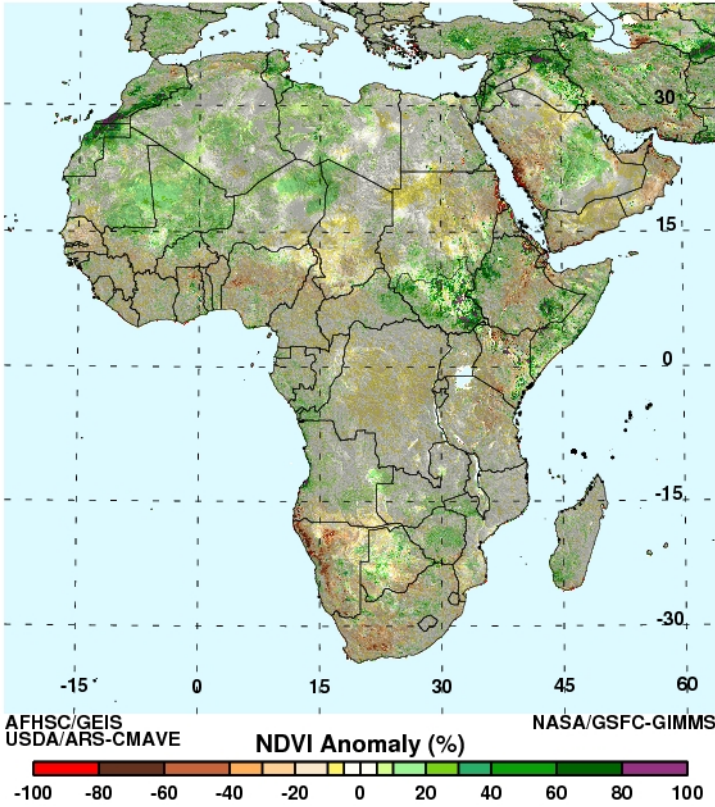 30
15
0
-15
-30
-15 0 15 30 45 60
AFHSC/GEIS NASA/GSFC-GIMMS
USDA/ARS-CMAVE
NDVI Anomaly (%)
-100 -80 -60 -40 -20 0 20 40 60 80 100